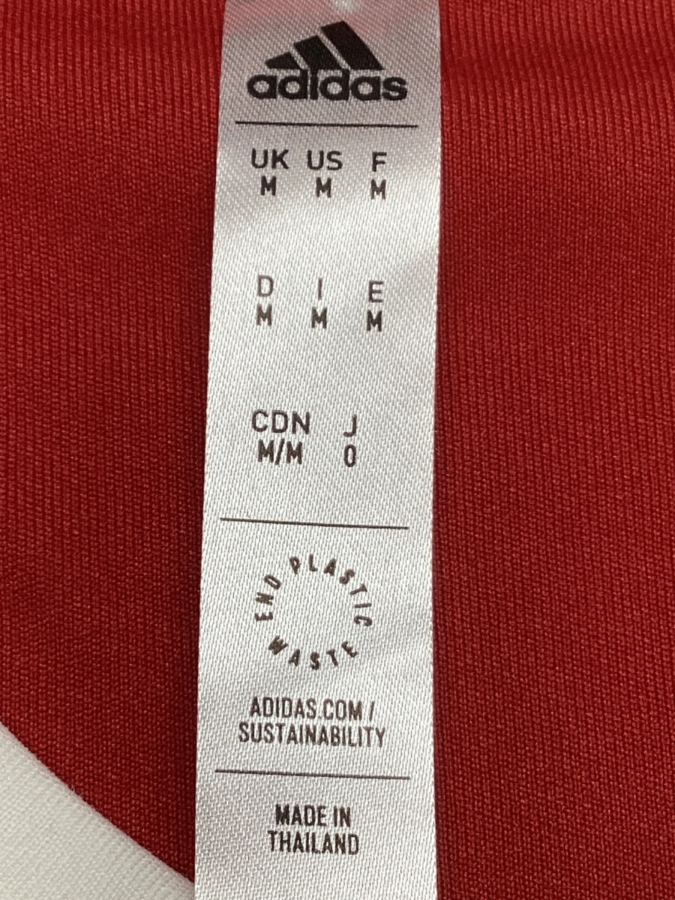 adidas
UK US F
M M M
D I E
M M M
CDN J
M/M O
END PLASTIC WASTE
ADIDAS.COM/
SUSTAINABILITY
MADE IN
THAILAND